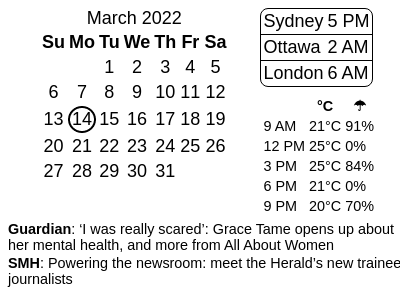 March 2022
Su Mo Tu We Th Fr Sa
1 2 3 4 5
6 7 8 9 10 11 12
13 14 15 16 17 18 19
20 21 22 23 24 25 26
27 28 29 30 31
Sydney 5 PM
Ottawa 2 AM
London 6 AM
°C ☂
9 AM 21°C 91%
12 PM 25°C 0%
3 PM 25°C 84%
6 PM 21°C 0%
9 PM 20°C 70%
Guardian: ‘I was really scared’: Grace Tame opens up about
her mental health, and more from All About Women
SMH: Powering the newsroom: meet the Herald’s new trainee
journalists